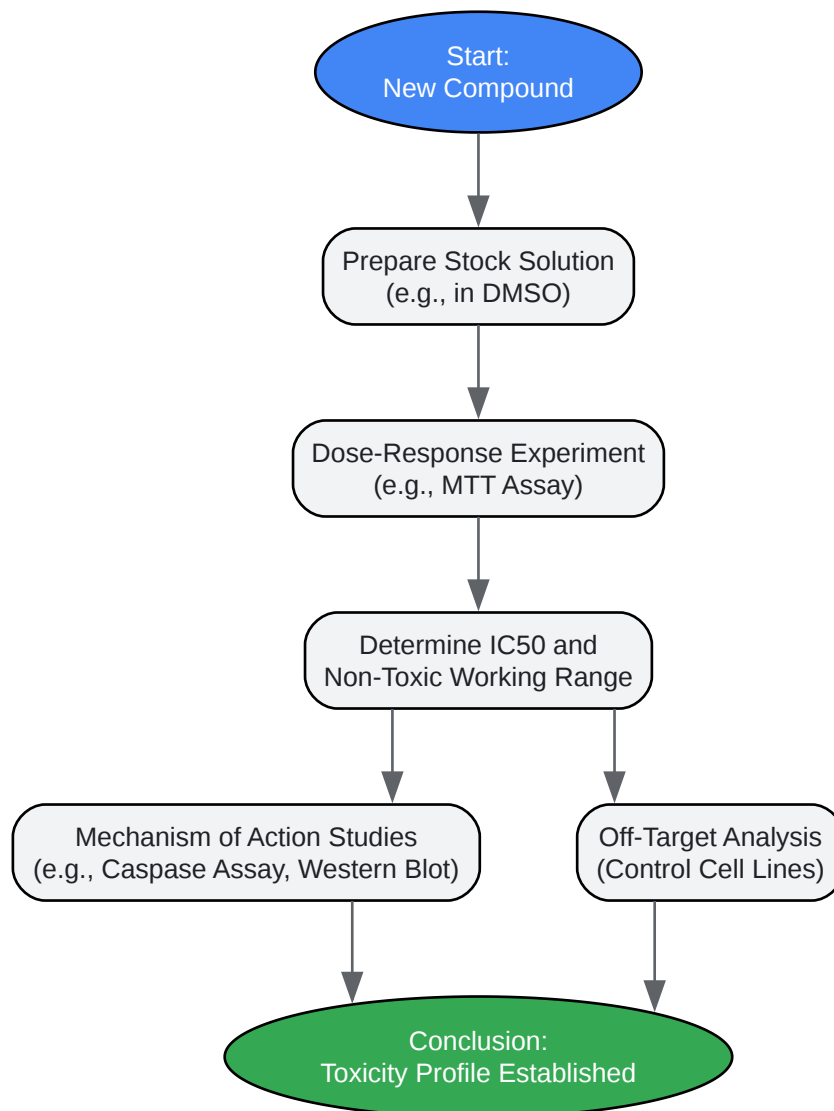 Start:
New Compound
Prepare Stock Solution
(e.g., in DMSO)
Dose-Response Experiment
(e.g., MTT Assay)
Determine IC50 and
Non-Toxic Working Range
Mechanism of Action Studies
(e.g., Caspase Assay, Western Blot)
Off-Target Analysis
(Control Cell Lines)
Conclusion:
Toxicity Profile Established